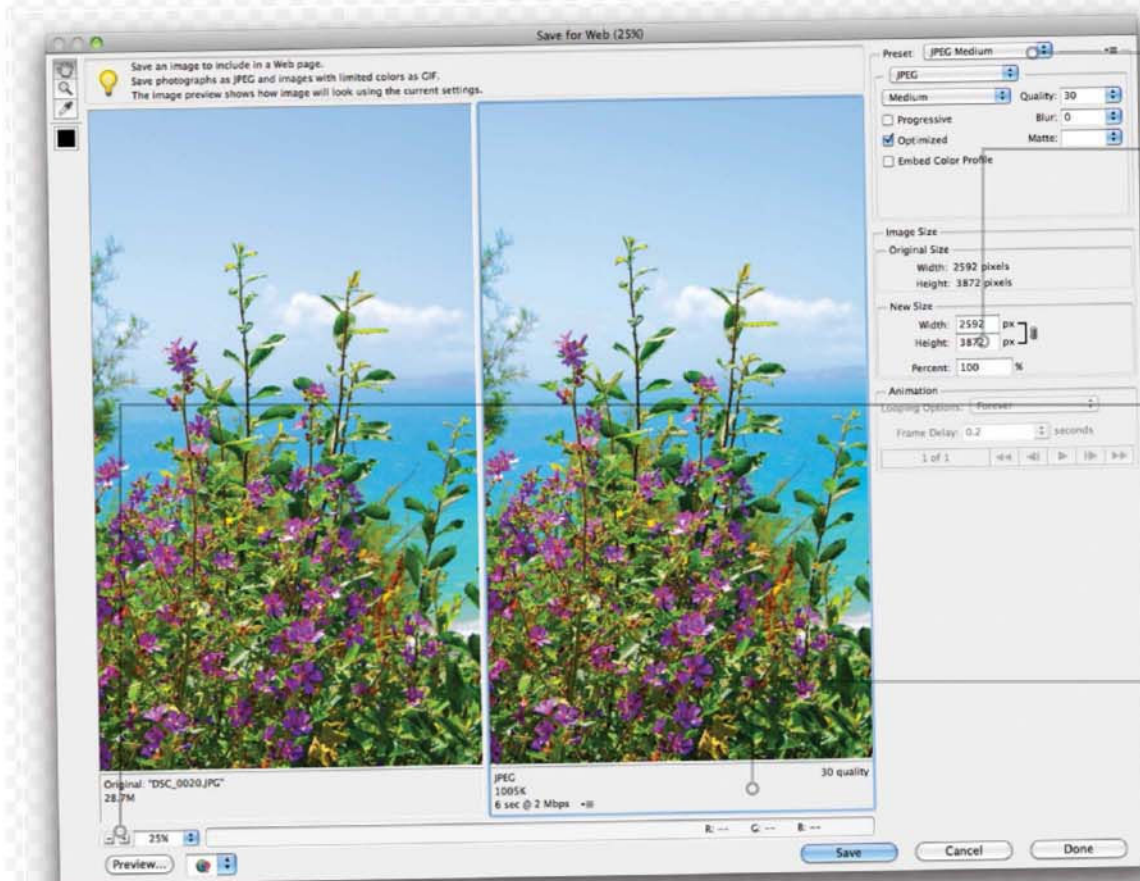 Save for Web (25%)
Save an image to include in a Web page.
Save photographs as JPEG and images with limited colors as GIF.
The image preview shows how image will look using the current settings.
Preset: JPEG Medium
JPEG
Medium
Quality: 30
Progressive
Blur: 0
Optimized
Matte:
Embed Color Profile
Image Size
Original Size
Width: 2592 pixels
Height: 3872 pixels
New Size
Width: 2592 px
Height: 3872 px
Percent: 100 %
Animation
Looping Options: Forever
Frame Delay: 0.2 seconds
1 of 1
Original: "DSC_0020.JPG"
28.7M
JPEG
30 quality
1005K
6 sec @ 2 Mbps
25%
R: -- G: -- B: --
Preview...
Save
Cancel
Done